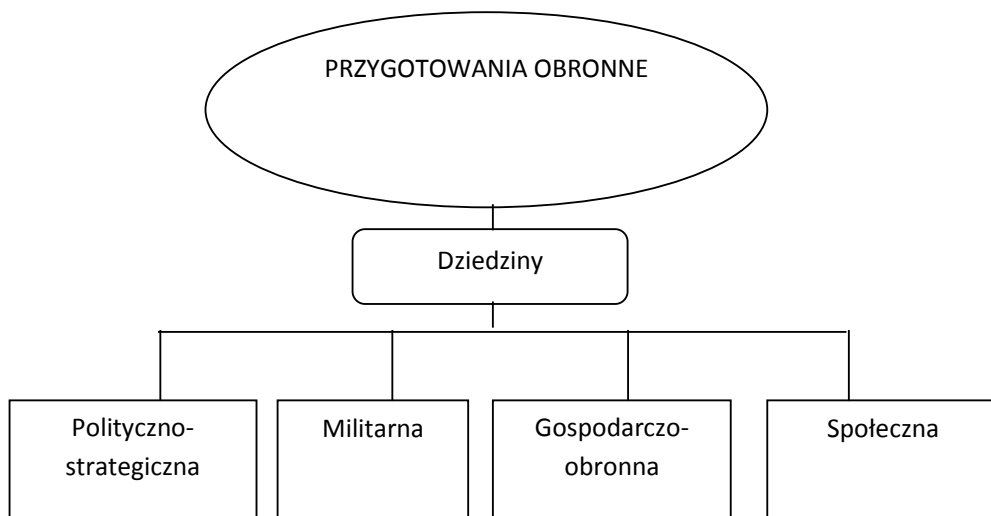 PRZYGOTOWANIA OBRONNE
Dziedziny
Polityczno-
strategiczna
Militarna
Gospodarczo-
obronna
Społeczna